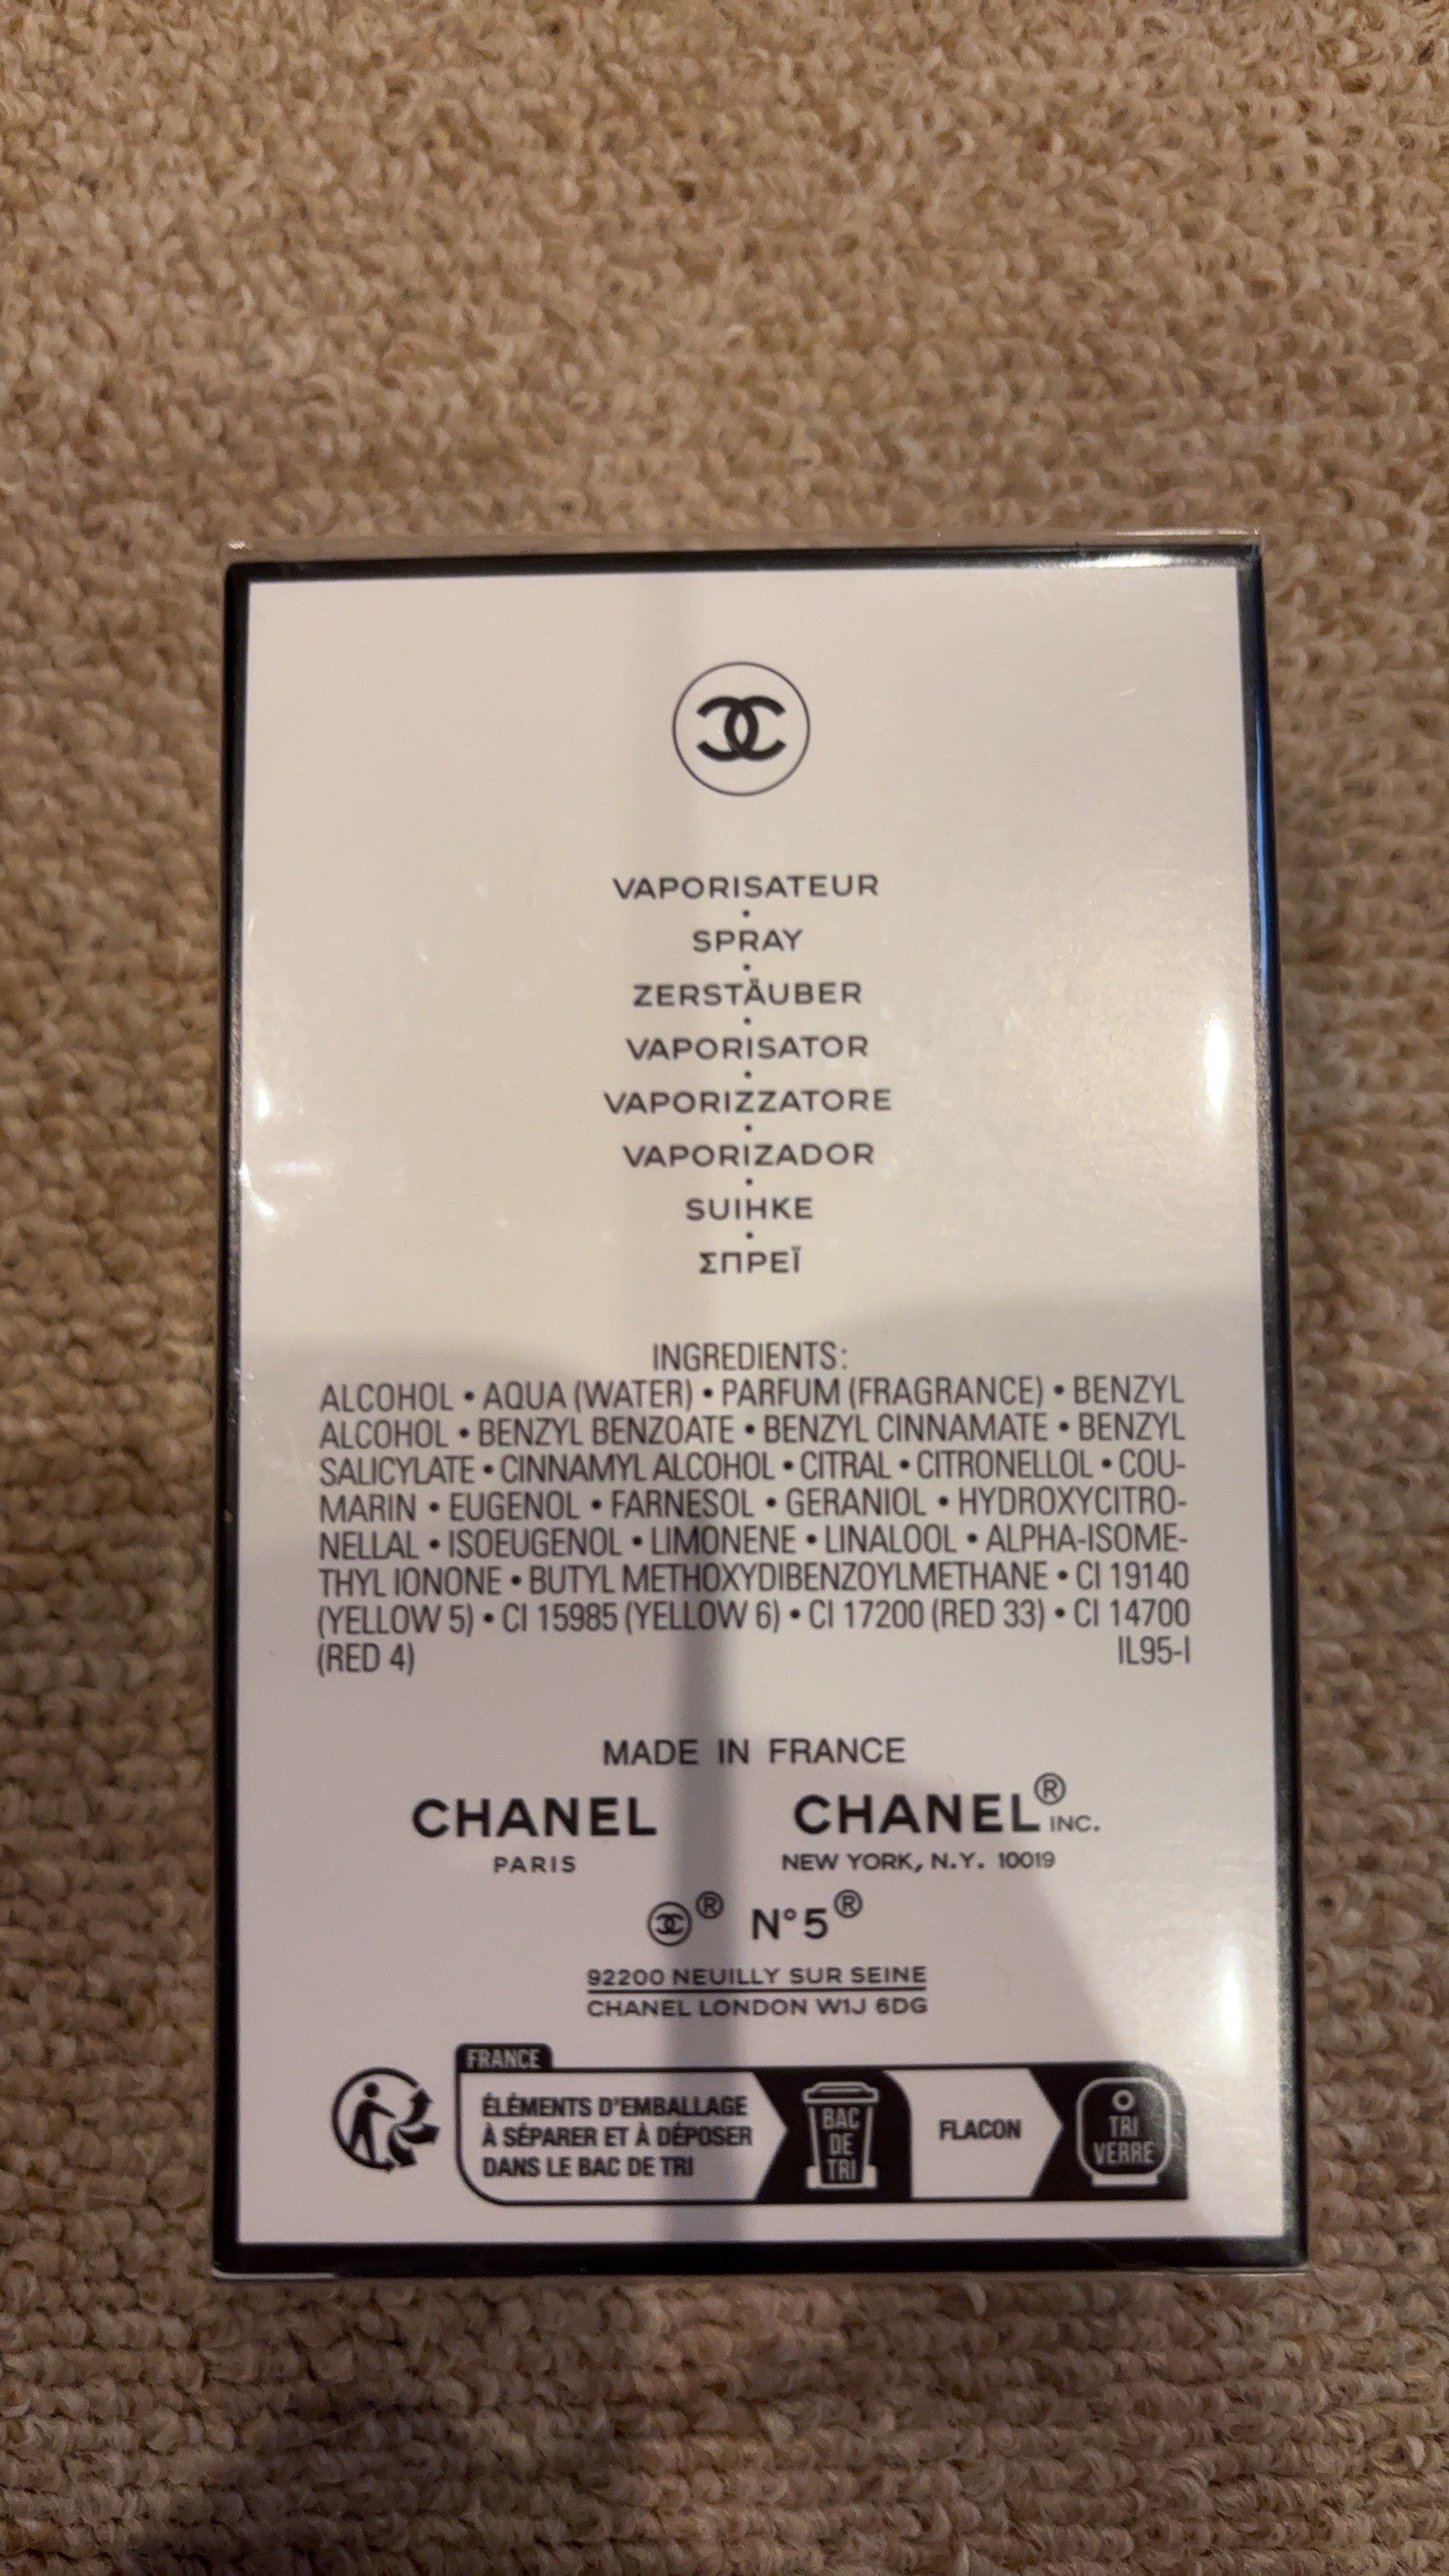 VAPORISATEUR
•
SPRAY
•
ZERSTÄUBER
•
VAPORISATOR
•
VAPORIZZATORE
•
VAPORIZADOR
•
SUIHKE
•
ΣΠΡΕΪ
INGREDIENTS:
ALCOHOL • AQUA (WATER) • PARFUM (FRAGRANCE) • BENZYL
ALCOHOL • BENZYL BENZOATE • BENZYL CINNAMATE • BENZYL
SALICYLATE • CINNAMYL ALCOHOL • CITRAL • CITRONELLOL • COU-
MARIN • EUGENOL • FARNESOL • GERANIOL • HYDROXYCITRO-
NELLAL • ISOEUGENOL • LIMONENE • LINALOOL • ALPHA-ISOME-
THYL IONONE • BUTYL METHOXYDIBENZOYLMETHANE • CI 19140
(YELLOW 5) • CI 15985 (YELLOW 6) • CI 17200 (RED 33) • CI 14700
(RED 4) IL95-I
MADE IN FRANCE
CHANEL CHANEL® INC.
PARIS NEW YORK, N.Y. 10019
® N°5®
92200 NEUILLY SUR SEINE
CHANEL LONDON W1J 6DG
FRANCE
ÉLÉMENTS D'EMBALLAGE
À SÉPARER ET À DÉPOSER
DANS LE BAC DE TRI
BAC
DE
TRI
FLACON
TRI
VERRE